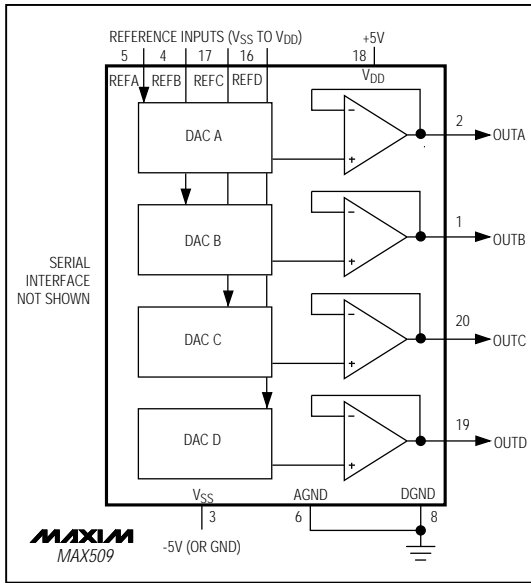 REFERENCE INPUTS (VSS TO VDD)
+5V
5 4 17 16 18
REFA REFB REFC REFD VDD
DAC A
2
OUTA
DAC B
1
OUTB
SERIAL
INTERFACE
NOT SHOWN
DAC C
20
OUTC
DAC D
19
OUTD
− +
− +
− +
− +
VSS AGND DGND
3 6 8
-5V (OR GND)
MAXIM
MAX509